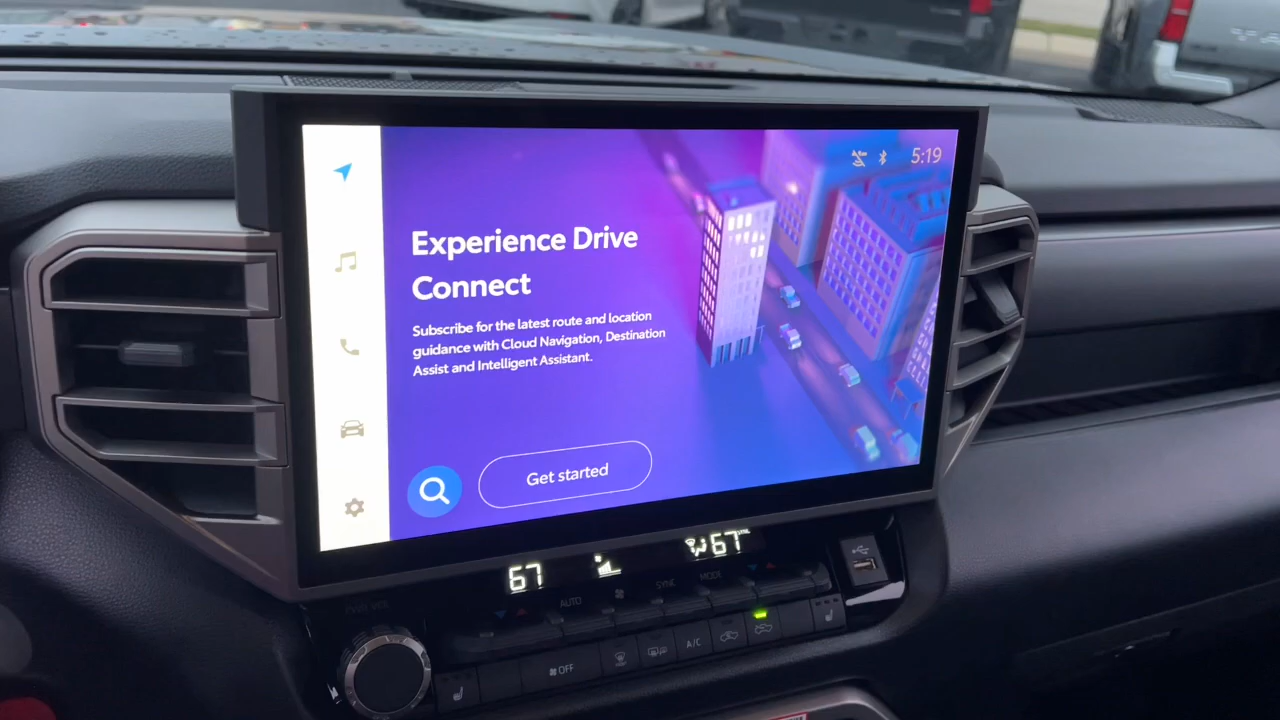 5:19
Experience Drive
Connect
Subscribe for the latest route and location
guidance with Cloud Navigation, Destination
Assist and Intelligent Assistant.
Get started
67
67
AUTO
SYNC
MODE
OFF
A/C